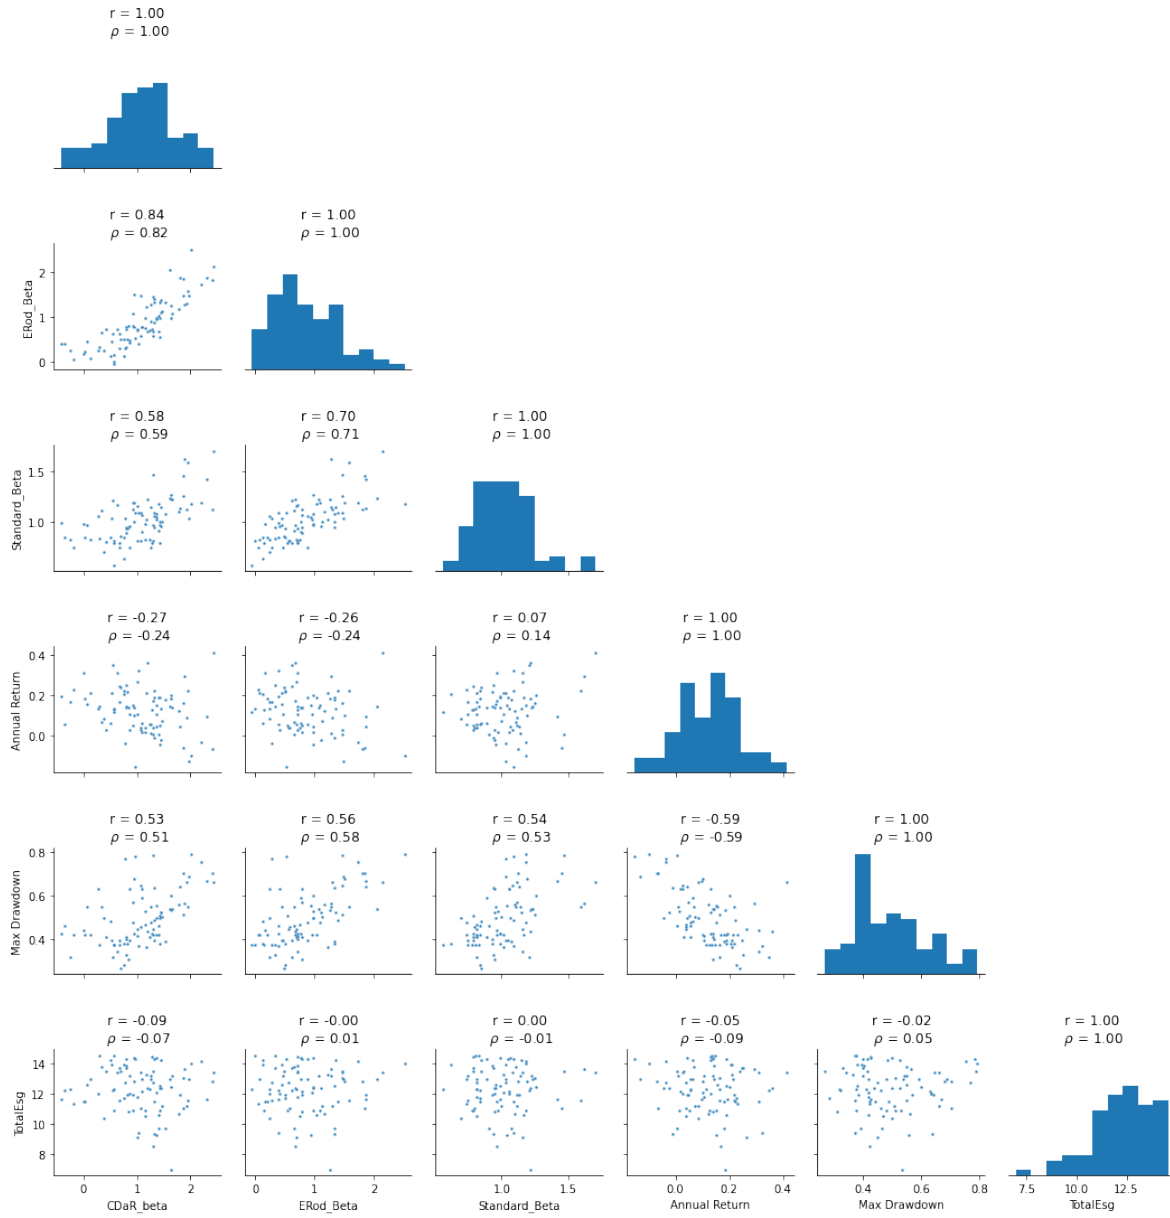 r = 1.00
ρ = 1.00
r = 0.84
ρ = 0.82
r = 1.00
ρ = 1.00
ERod_Beta
2
1
0
r = 0.58
ρ = 0.59
r = 0.70
ρ = 0.71
r = 1.00
ρ = 1.00
Standard_Beta
1.5
1.0
r = -0.27
ρ = -0.24
r = -0.26
ρ = -0.24
r = 0.07
ρ = 0.14
r = 1.00
ρ = 1.00
Annual Return
0.4
0.2
0.0
r = 0.53
ρ = 0.51
r = 0.56
ρ = 0.58
r = 0.54
ρ = 0.53
r = -0.59
ρ = -0.59
r = 1.00
ρ = 1.00
Max Drawdown
0.8
0.6
0.4
r = -0.09
ρ = -0.07
r = -0.00
ρ = 0.01
r = 0.00
ρ = -0.01
r = -0.05
ρ = -0.09
r = -0.02
ρ = 0.05
r = 1.00
ρ = 1.00
TotalEsg
14
12
10
8
0 1 2
CDaR_beta
0 1 2
ERod_Beta
1.0 1.5
Standard_Beta
0.0 0.2 0.4
Annual Return
0.4 0.6 0.8
Max Drawdown
7.5 10.0 12.5
TotalEsg